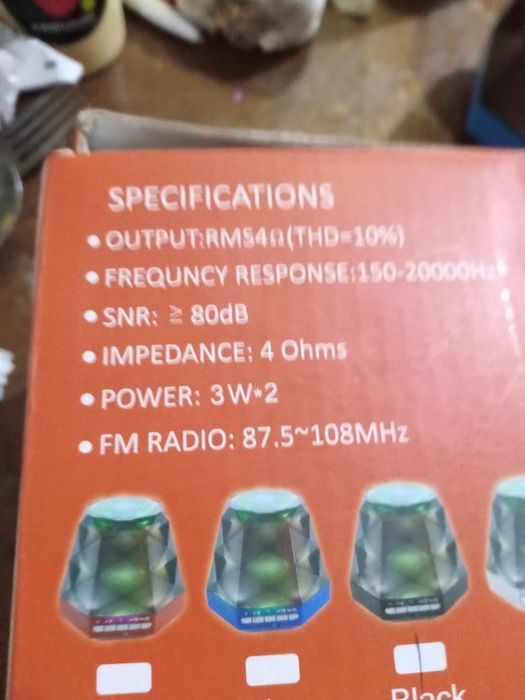 SPECIFICATIONS
• OUTPUT:RMS4Ω(THD=10%)
• FREQUNCY RESPONSE:150-20000Hz
• SNR: ≥ 80dB
• IMPEDANCE: 4 Ohms
• POWER: 3W*2
• FM RADIO: 87.5~108MHz
Black